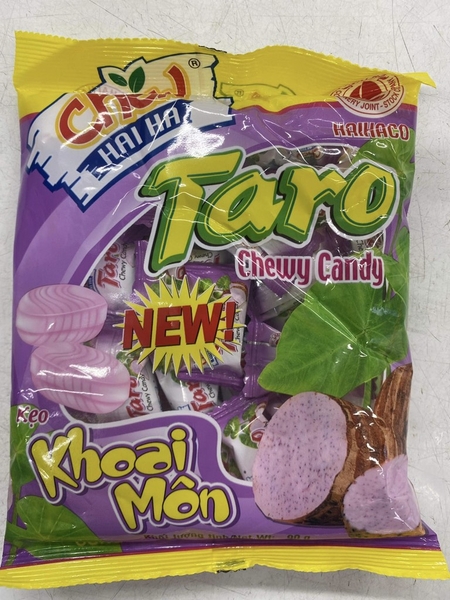 Chew ®
HAI HA
HAIHACO
Taro
Chewy Candy
NEW!
Kẹo
Khoai
Môn